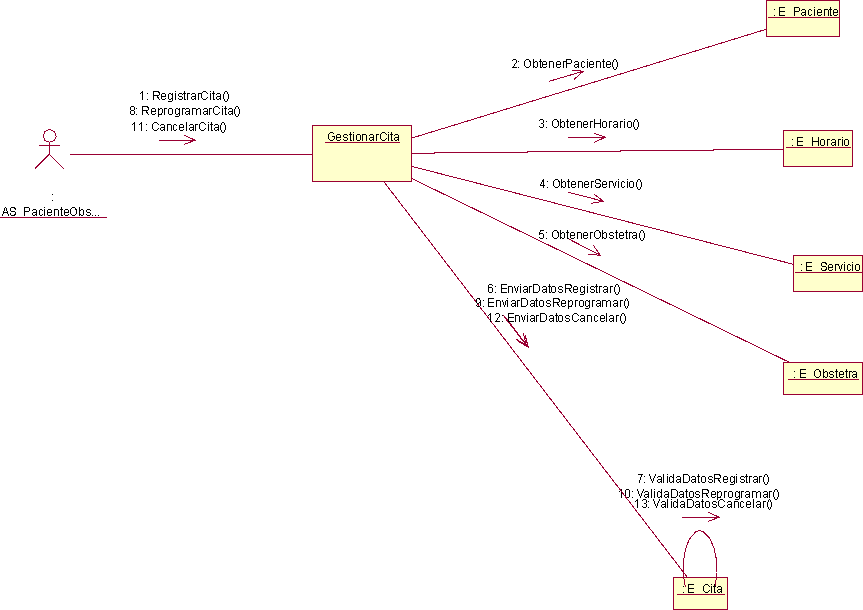 : E_Paciente
2: ObtenerPaciente()
1: RegistrarCita()
8: ReprogramarCita()
11: CancelarCita()
GestionarCita
3: ObtenerHorario()
: E_Horario
4: ObtenerServicio()
:
AS_PacienteObs...
5: ObtenerObstetra()
: E_Servicio
6: EnviarDatosRegistrar()
9: EnviarDatosReprogramar()
12: EnviarDatosCancelar()
: E_Obstetra
7: ValidaDatosRegistrar()
10: ValidaDatosReprogramar()
13: ValidaDatosCancelar()
: E_Cita